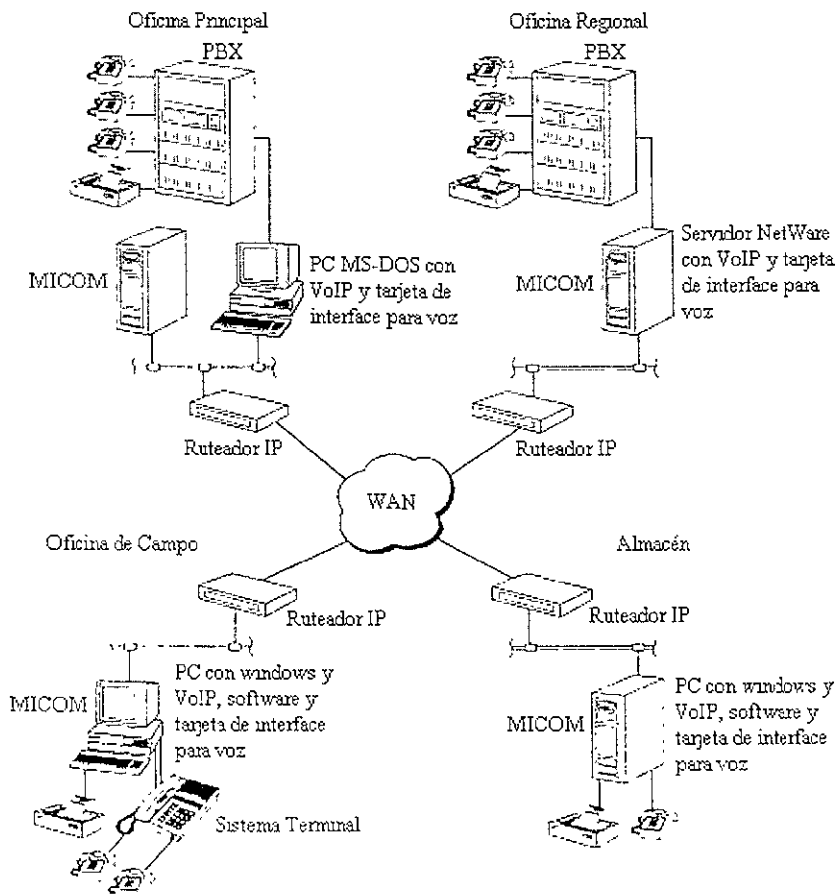 Oficina Principal
PBX
MICOM
PC MS-DOS con
VoIP y tarjeta de
interface para voz
Ruteador IP
Oficina Regional
PBX
MICOM
Servidor NetWare
con VoIP y tarjeta
de interface para
voz
Ruteador IP
WAN
Oficina de Campo
Ruteador IP
MICOM
PC con windows y
VoIP, software y
tarjeta de interface
para voz
Sistema Terminal
Almacén
Ruteador IP
MICOM
PC con windows y
VoIP, software y
tarjeta de interface
para voz